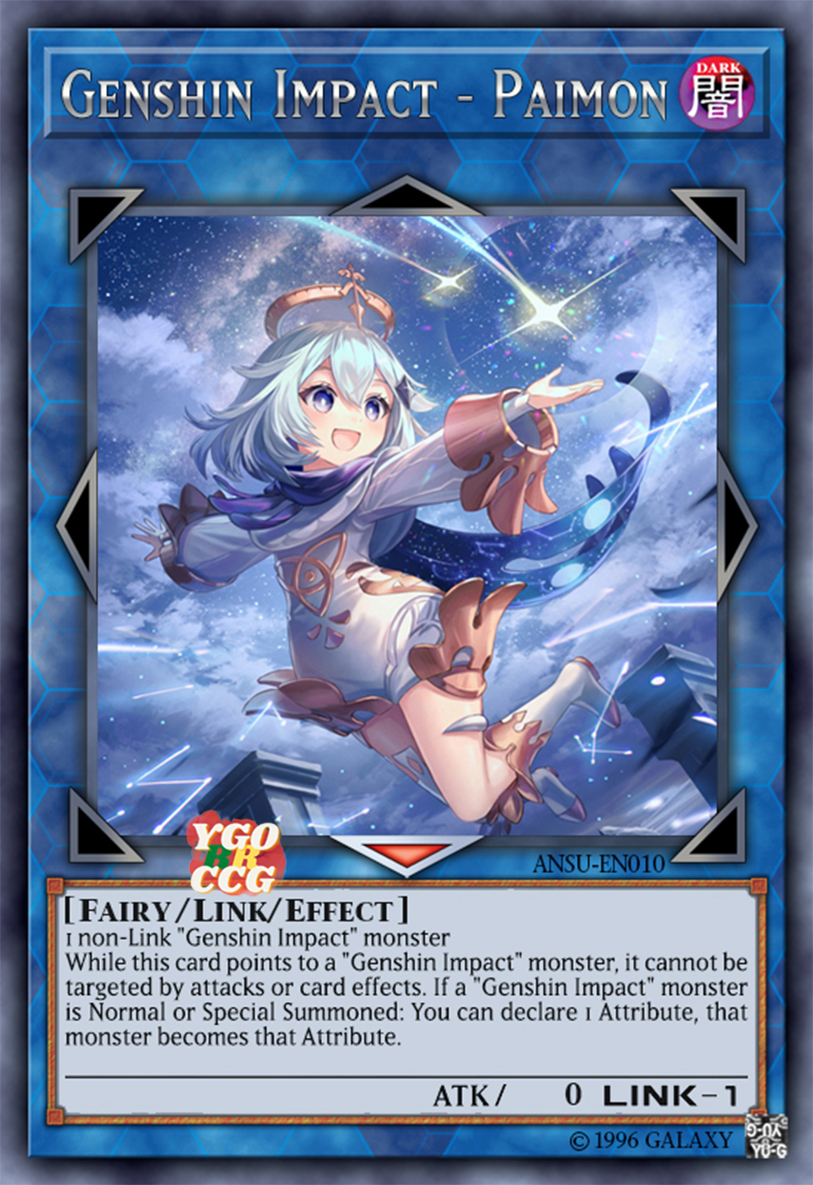 GENSHIN IMPACT - PAIMON
DARK
闇
YGO
BR
CCG
ANSU-EN010
[FAIRY/LINK/EFFECT]
1 non-Link "Genshin Impact" monster
While this card points to a "Genshin Impact" monster, it cannot be
targeted by attacks or card effects. If a "Genshin Impact" monster
is Normal or Special Summoned: You can declare 1 Attribute, that
monster becomes that Attribute.
ATK/ 0 LINK-1
©1996 GALAXY
YU-G
YU-G